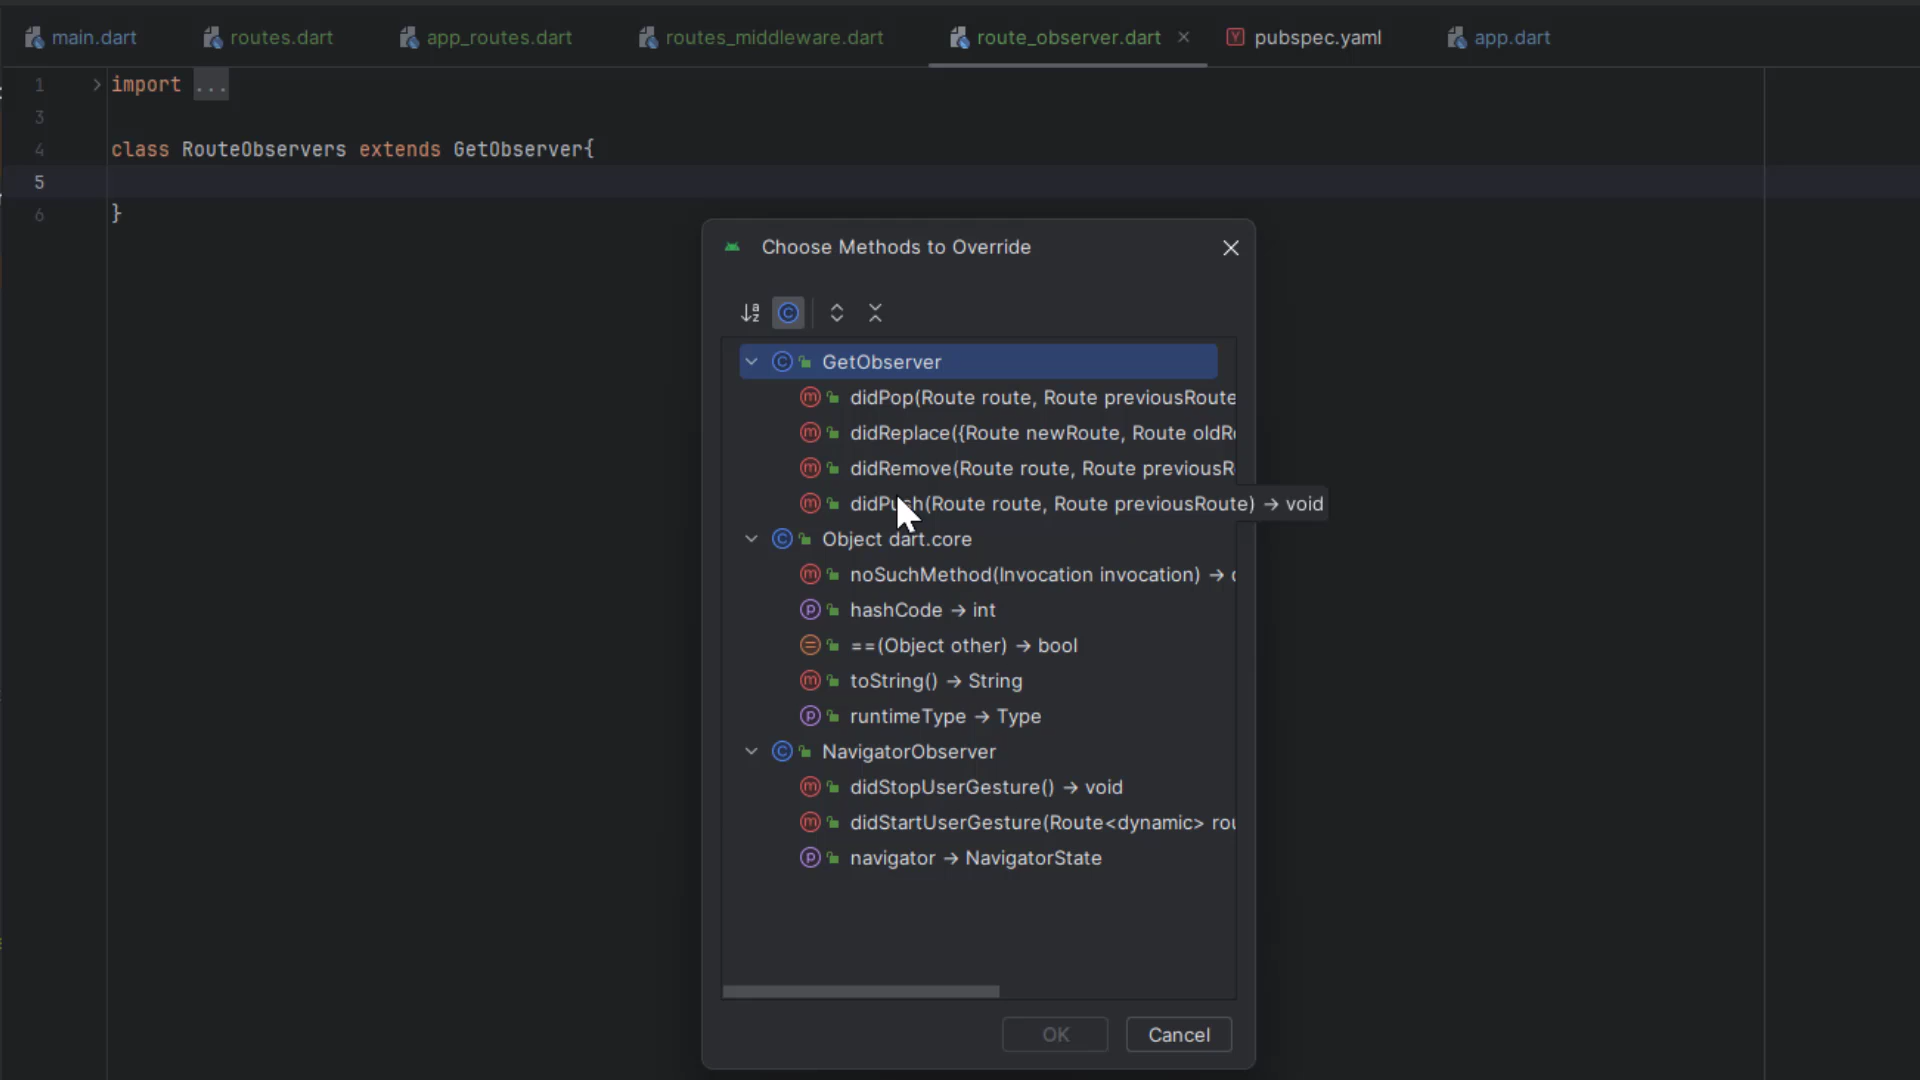 main.dart routes.dart app_routes.dart routes_middleware.dart route_observer.dart pubspec.yaml app.dart
1 import ...
3
4 class RouteObservers extends GetObserver{
5
6 }
Choose Methods to Override
GetObserver
didPop(Route route, Route previousRoute
didReplace({Route newRoute, Route oldR
didRemove(Route route, Route previousR
didPush(Route route, Route previousRoute) → void
Object dart.core
noSuchMethod(Invocation invocation) →
hashCode → int
==(Object other) → bool
toString() → String
runtimeType → Type
NavigatorObserver
didStopUserGesture() → void
didStartUserGesture(Route<dynamic> rou
navigator → NavigatorState
OK Cancel